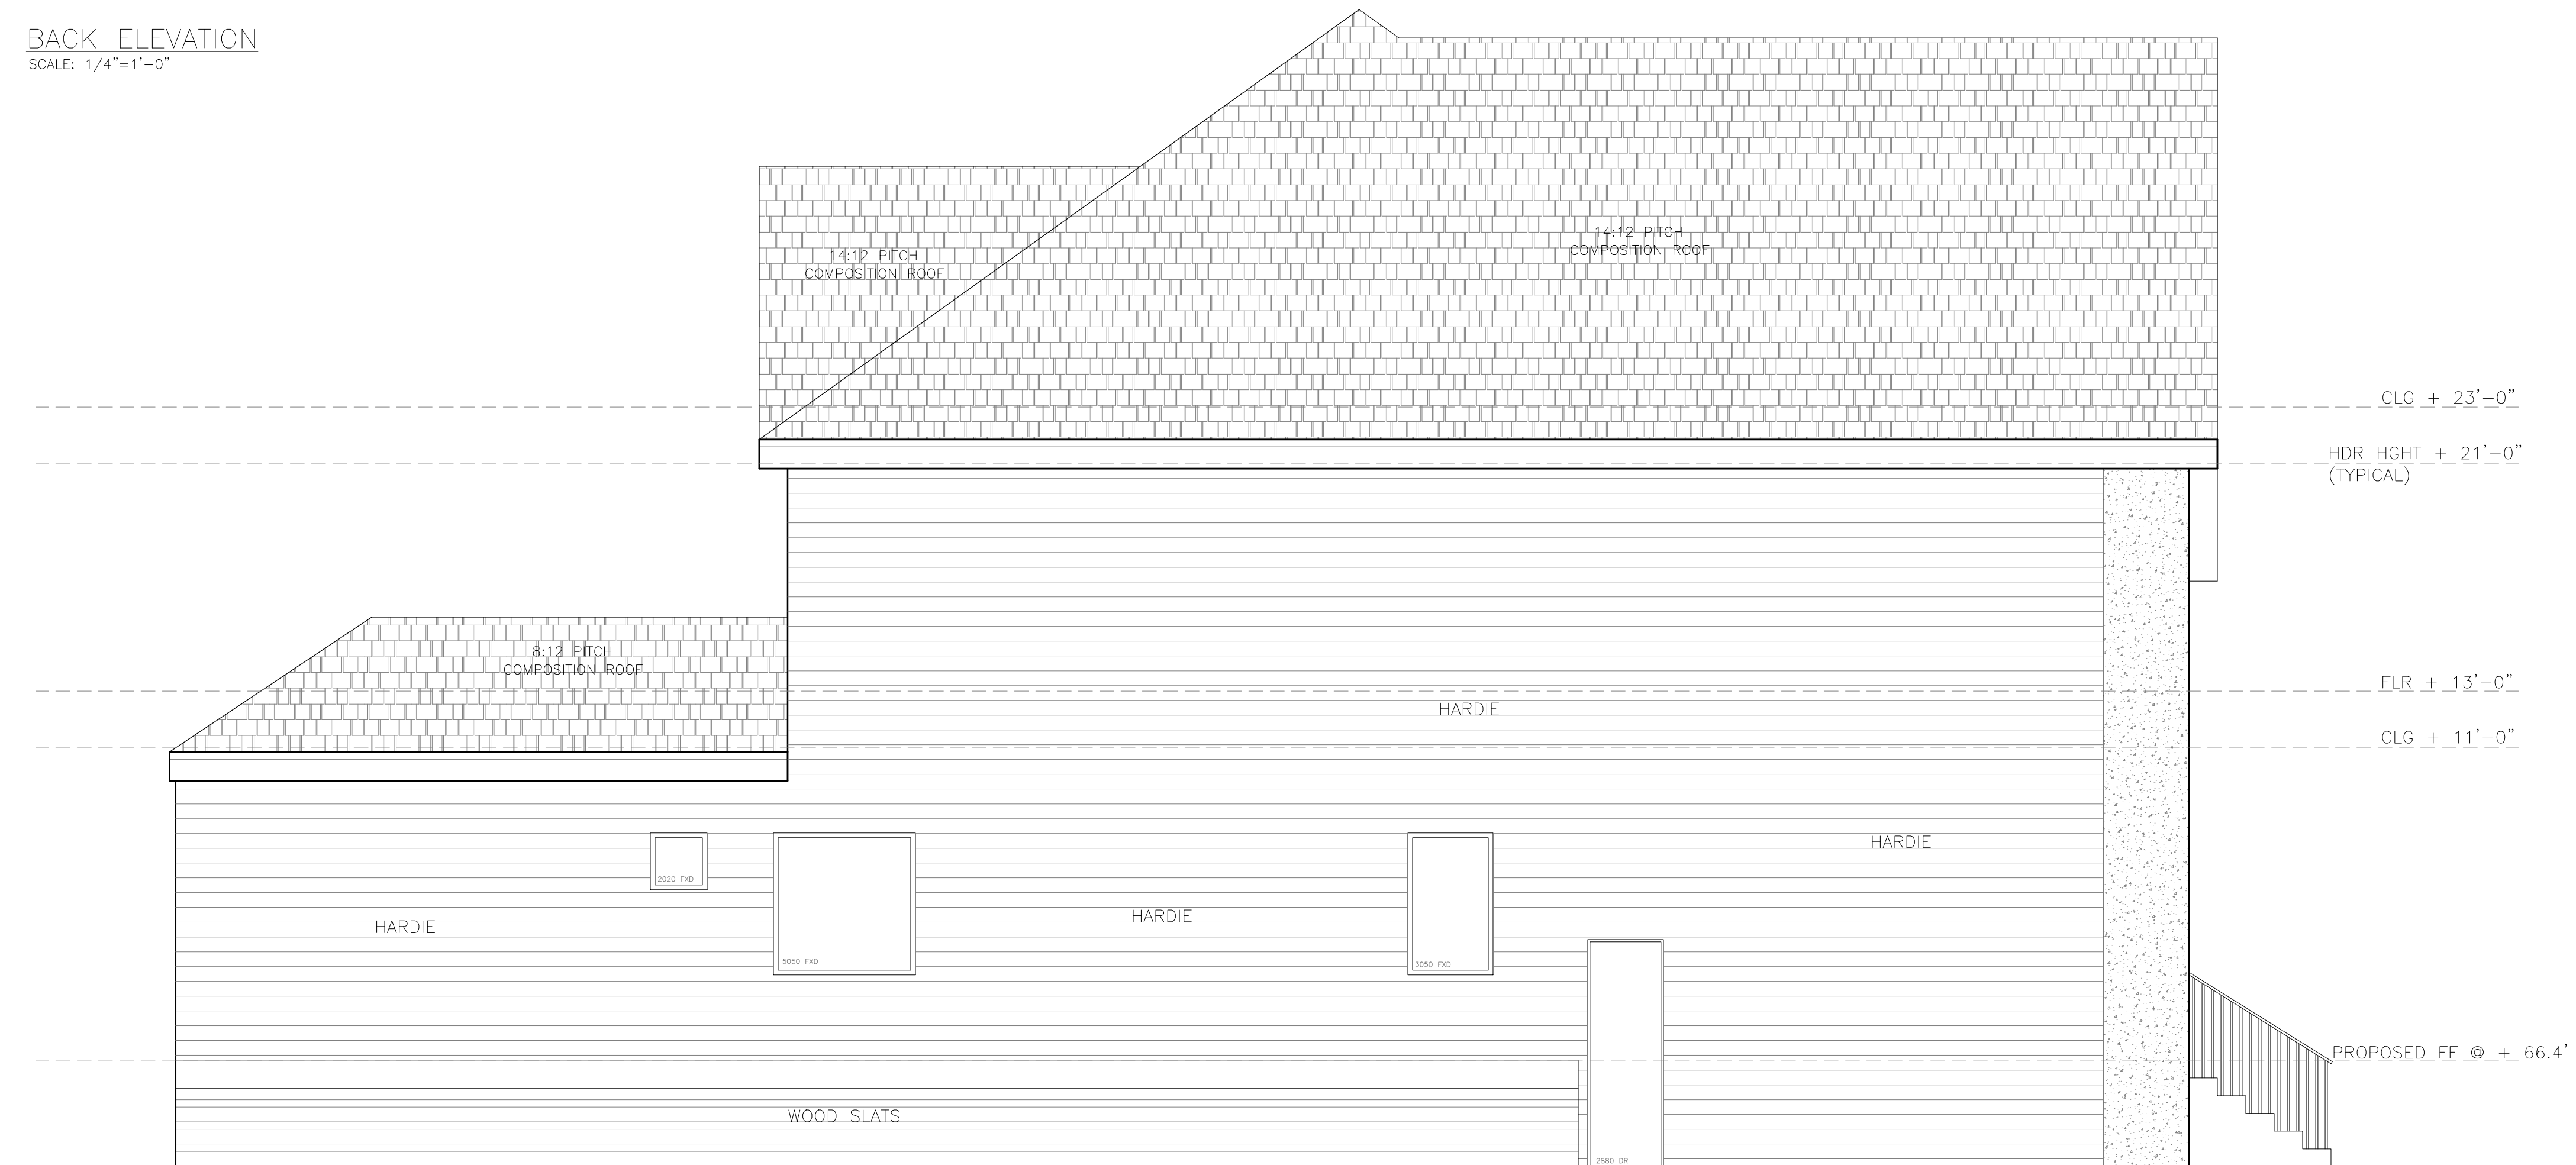 BACK ELEVATION
SCALE: 1/4"=1'-0"
14:12 PITCH
COMPOSITION ROOF
14:12 PITCH
COMPOSITION ROOF
CLG + 23'-0"
HDR HGHT + 21'-0"
(TYPICAL)
8:12 PITCH
COMPOSITION ROOF
FLR + 13'-0"
HARDIE
CLG + 11'-0"
HARDIE
2020 FXD
HARDIE
HARDIE
5050 FXD
3050 FXD
PROPOSED FF @ + 66.4'
WOOD SLATS
2880 DR